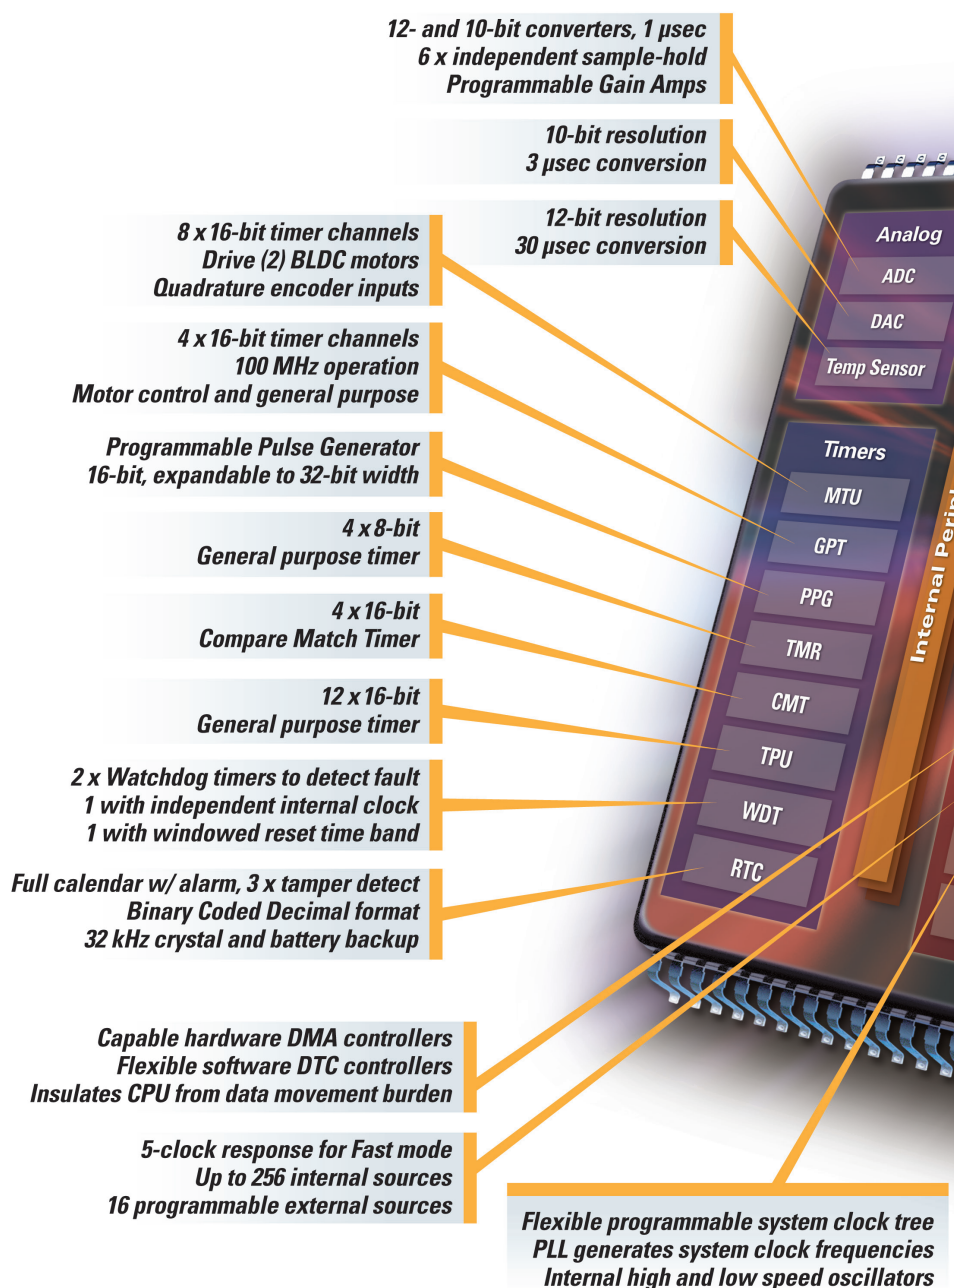 12- and 10-bit converters, 1 µsec
6 x independent sample-hold
Programmable Gain Amps
10-bit resolution
3 µsec conversion
12-bit resolution
30 µsec conversion
8 x 16-bit timer channels
Drive (2) BLDC motors
Quadrature encoder inputs
4 x 16-bit timer channels
100 MHz operation
Motor control and general purpose
Programmable Pulse Generator
16-bit, expandable to 32-bit width
4 x 8-bit
General purpose timer
4 x 16-bit
Compare Match Timer
12 x 16-bit
General purpose timer
2 x Watchdog timers to detect fault
1 with independent internal clock
1 with windowed reset time band
Full calendar w/ alarm, 3 x tamper detect
Binary Coded Decimal format
32 kHz crystal and battery backup
Capable hardware DMA controllers
Flexible software DTC controllers
Insulates CPU from data movement burden
5-clock response for Fast mode
Up to 256 internal sources
16 programmable external sources
Flexible programmable system clock tree
PLL generates system clock frequencies
Internal high and low speed oscillators
Analog
ADC
DAC
Temp Sensor
Timers
MTU
GPT
PPG
TMR
CMT
TPU
WDT
RTC
Internal